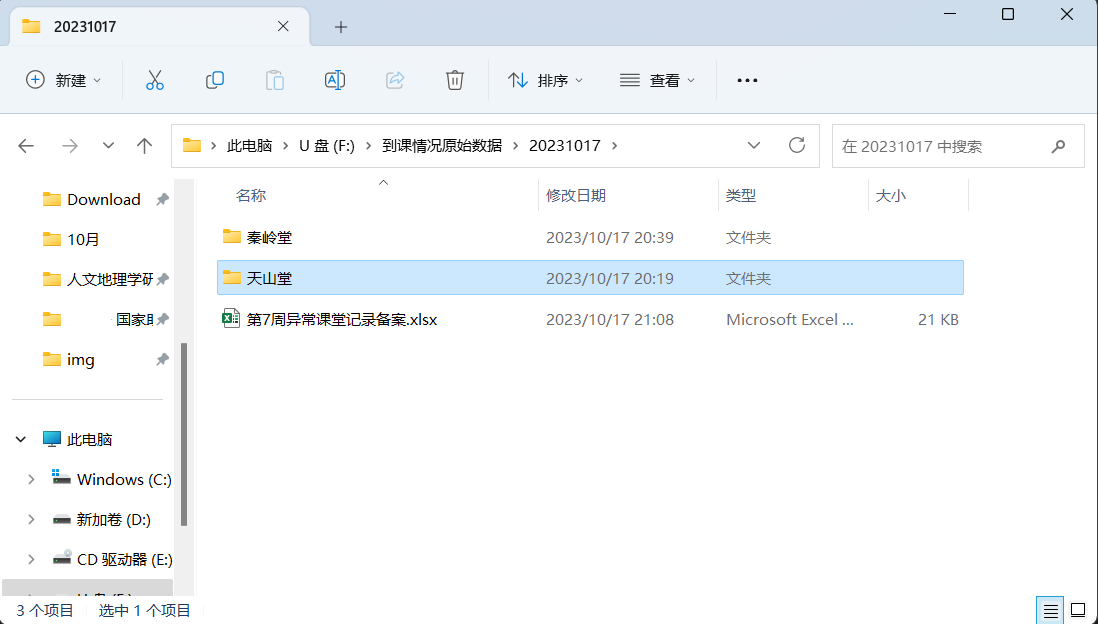 20231017
新建
排序
查看
此电脑 > U 盘 (F:) > 到课情况原始数据 > 20231017 >
在 20231017 中搜索
名称 修改日期 类型 大小
秦岭堂 2023/10/17 20:39 文件夹
天山堂 2023/10/17 20:19 文件夹
第7周异常课堂记录备案.xlsx 2023/10/17 21:08 Microsoft Excel ... 21 KB
Download
10月
人文地理学研
国家
img
此电脑
Windows (C:)
新加卷 (D:)
CD 驱动器 (E:)
3 个项目 选中 1 个项目